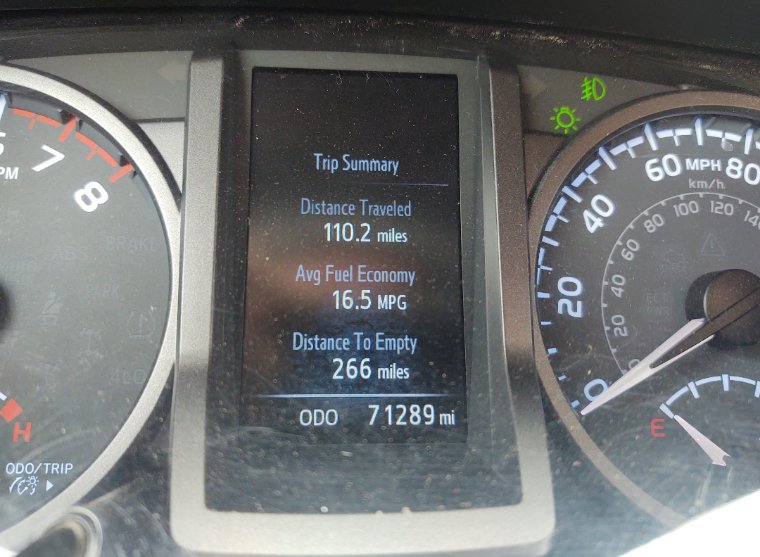 Trip Summary
Distance Traveled
110.2 miles
Avg Fuel Economy
16.5 MPG
Distance To Empty
266 miles
ODO 71289 mi
7
8
H
ODO/TRIP
0
20
40
60 MPH 80
km/h
20
40
60
80
100
120
E